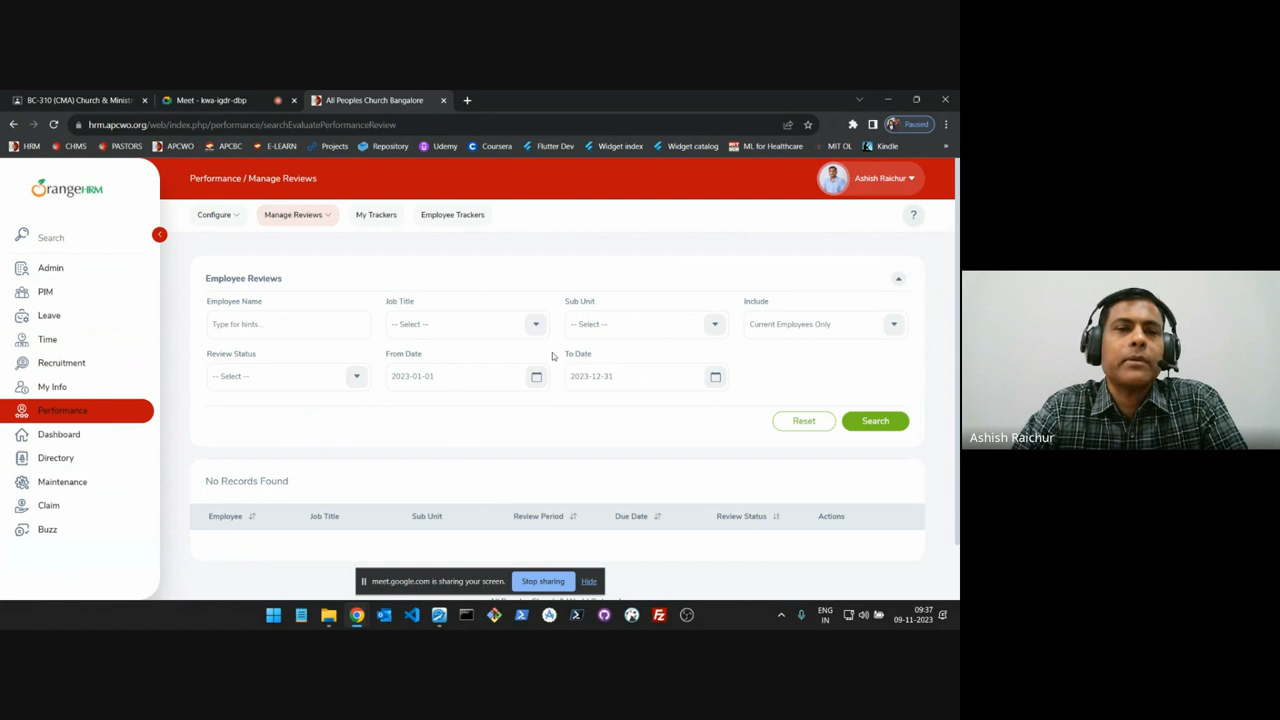 BC-310 (CMA) Church & Ministr
Meet - kwa-igdr-dbp
All Peoples Church Bangalore
hrm.apcwo.org/web/index.php/performance/searchEvaluatePerformanceReview
Paused
HRM CHMS PASTORS APCWO APCBC E-LEARN Projects Repository Udemy Coursera Flutter Dev Widget index Widget catalog ML for Healthcare MIT OL Kindle
OrangeHRM
Performance / Manage Reviews
Ashish Raichur
Configure Manage Reviews My Trackers Employee Trackers ?
Search
Admin
PIM
Leave
Time
Recruitment
My Info
Performance
Dashboard
Directory
Maintenance
Claim
Buzz
Employee Reviews
Employee Name Job Title Sub Unit Include
Type for hints... -- Select -- -- Select -- Current Employees Only
Review Status From Date To Date
-- Select -- 2023-01-01 2023-12-31
Reset Search
No Records Found
Employee Job Title Sub Unit Review Period Due Date Review Status Actions
meet.google.com is sharing your screen. Stop sharing Hide
ENG
IN
09:37
09-11-2023
Ashish Raichur